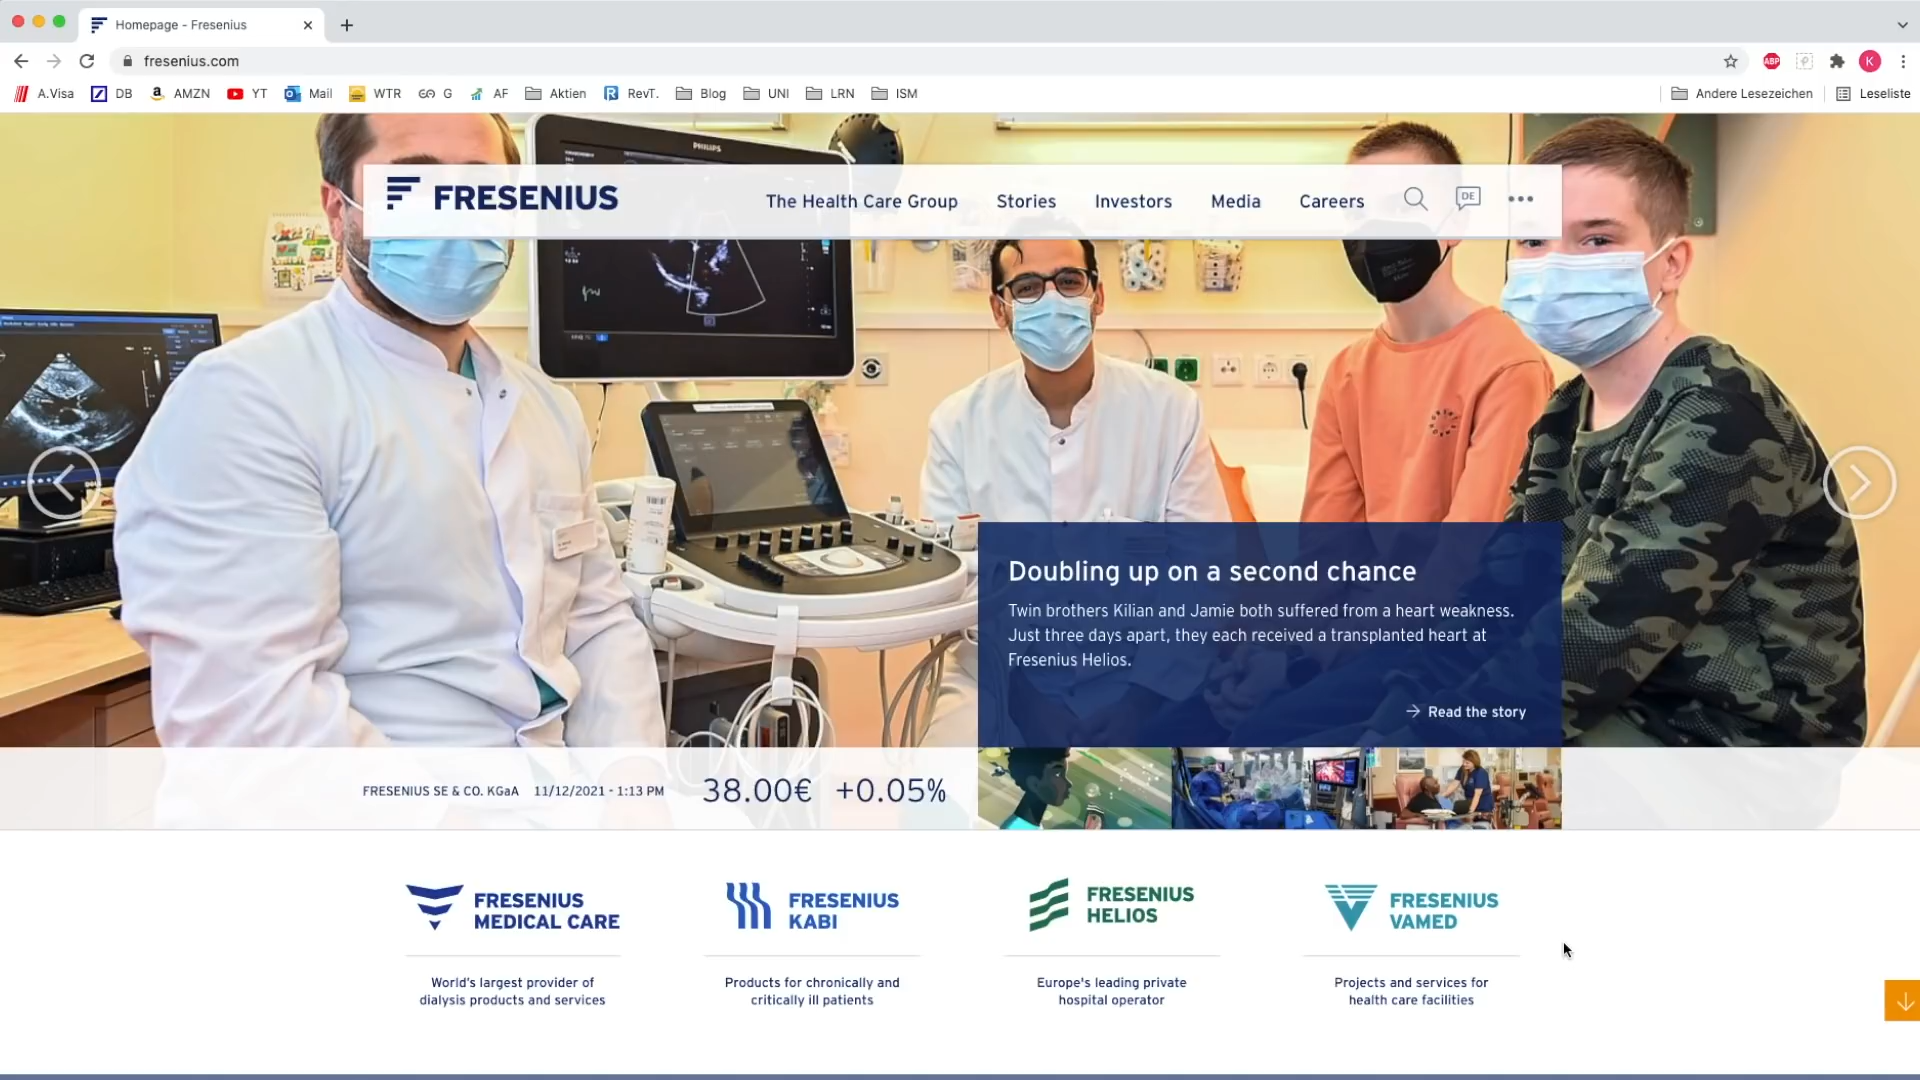 Homepage - Fresenius
fresenius.com
ABP
K
A.Visa DB AMZN YT Mail WTR G AF Aktien RevT. Blog UNI LRN ISM Andere Lesezeichen Leseliste
PHILIPS
FRESENIUS
The Health Care Group Stories Investors Media Careers DE
DELL
Doubling up on a second chance
Twin brothers Kilian and Jamie both suffered from a heart weakness.
Just three days apart, they each received a transplanted heart at
Fresenius Helios.
Read the story
FRESENIUS SE & CO. KGaA 11/12/2021 - 1:13 PM 38.00€ +0.05%
FRESENIUS
MEDICAL CARE
World's largest provider of
dialysis products and services
FRESENIUS
KABI
Products for chronically and
critically ill patients
FRESENIUS
HELIOS
Europe's leading private
hospital operator
FRESENIUS
VAMED
Projects and services for
health care facilities